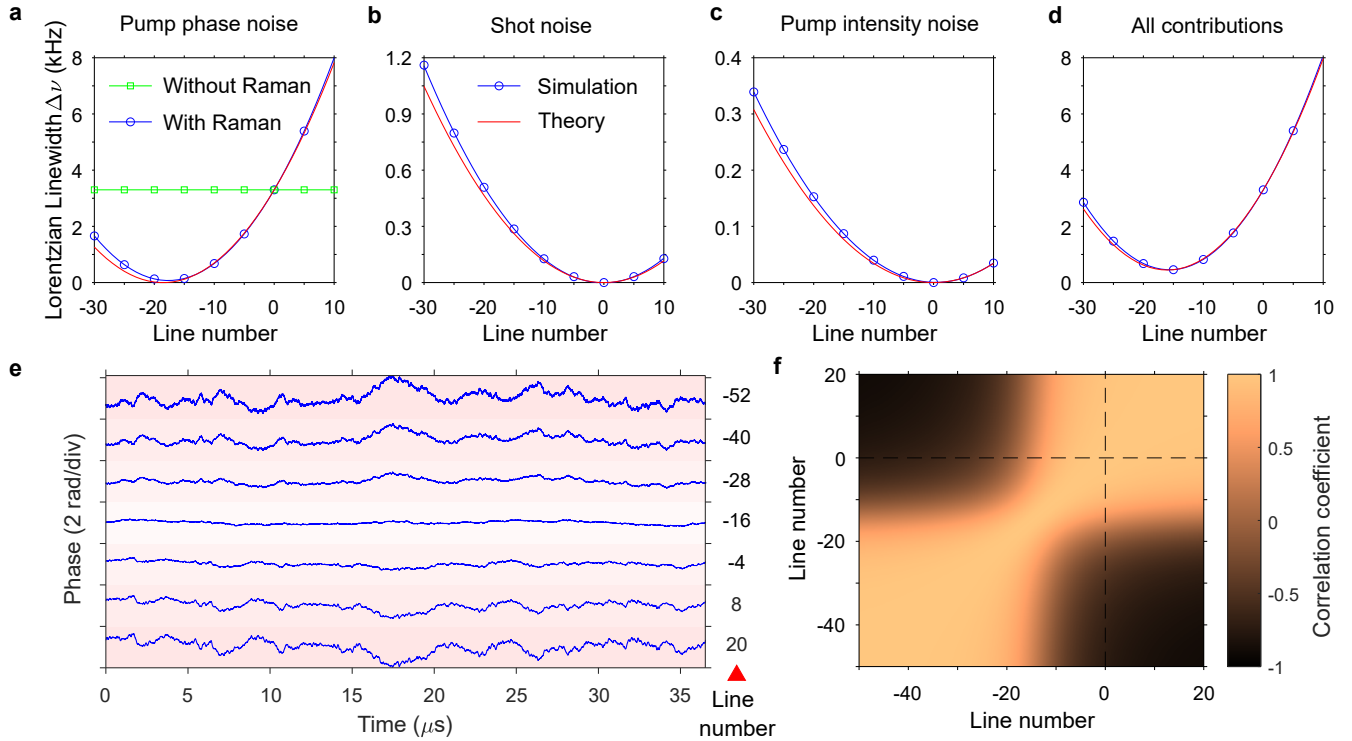 a
Pump phase noise
Lorentzian Linewidth Δν (kHz)
8
6
4
2
0
Without Raman
With Raman
-30 -20 -10 0 10
Line number
b
Shot noise
1.2
0.9
0.6
0.3
0
Simulation
Theory
-30 -20 -10 0 10
Line number
c
Pump intensity noise
0.4
0.3
0.2
0.1
0
-30 -20 -10 0 10
Line number
d
All contributions
8
6
4
2
0
-30 -20 -10 0 10
Line number
e
Phase (2 rad/div)
-52
-40
-28
-16
-4
8
20
0 5 10 15 20 25 30 35
Time (μs)
Line
number
f
Line number
20
0
-20
-40
-40 -20 0 20
Line number
1
0.5
0
-0.5
-1
Correlation coefficient